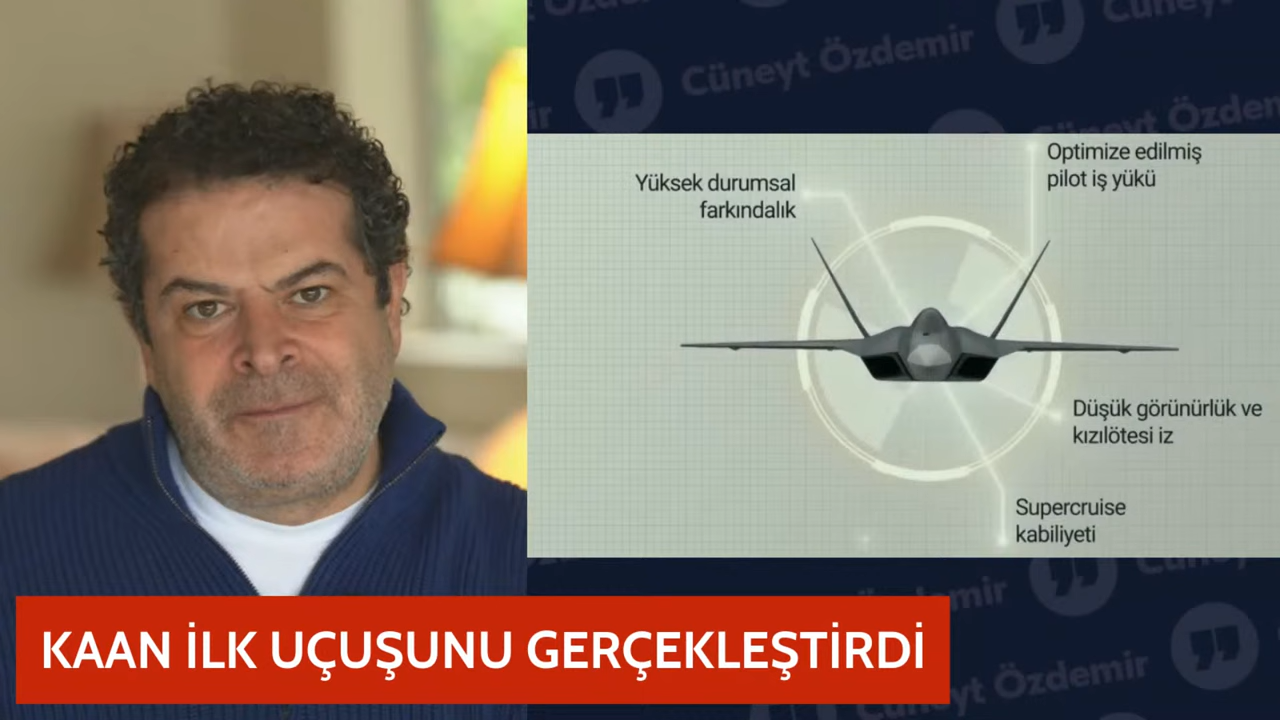 Cüneyt Özdemir
Yüksek durumsal
farkındalık
Optimize edilmiş
pilot iş yükü
Düşük görünürlük ve
kızılötesi iz
Supercruise
kabiliyeti
KAAN İLK UÇUŞUNU GERÇEKLEŞTİRDİ